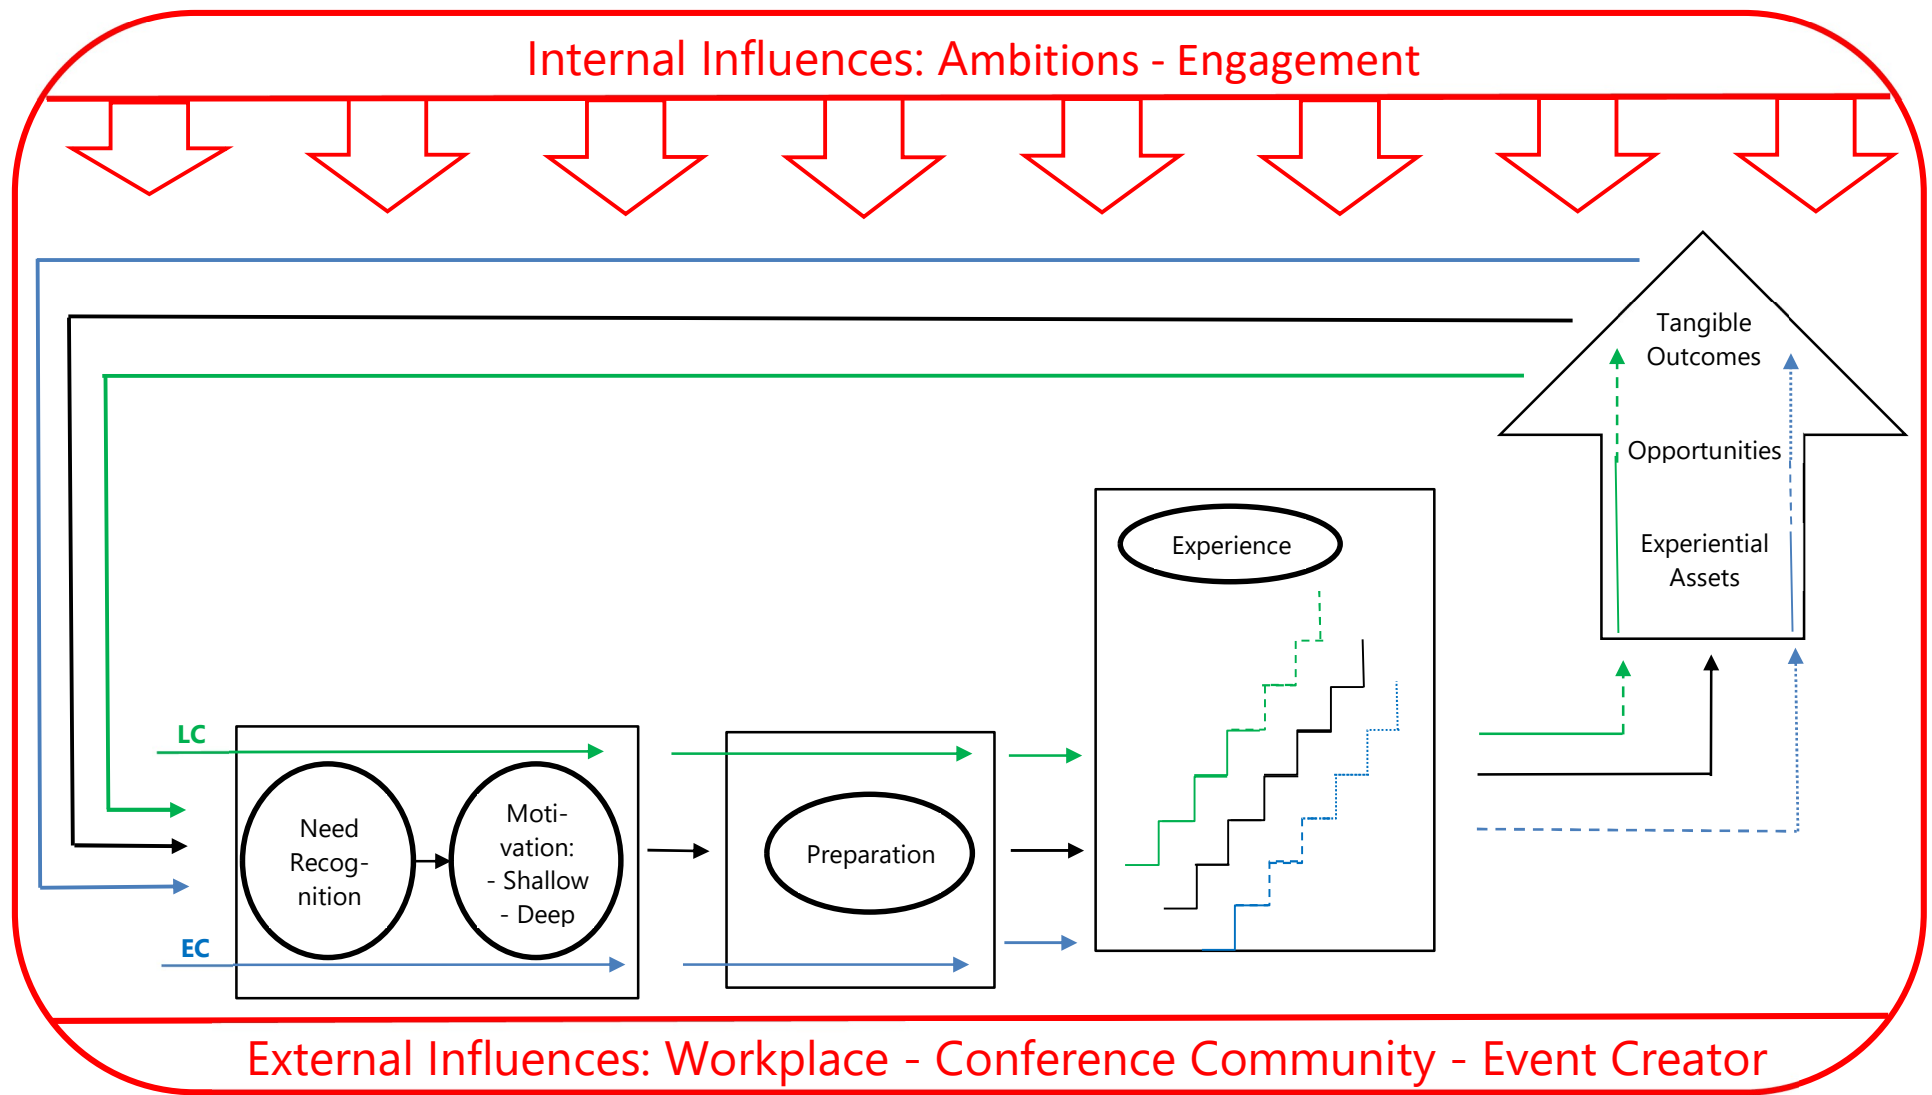 Internal Influences: Ambitions - Engagement
Tangible
Outcomes
Opportunities
Experiential
Assets
Experience
LC
Need
Recog-
nition
Moti-
vation:
- Shallow
- Deep
Preparation
EC
External Influences: Workplace - Conference Community - Event Creator